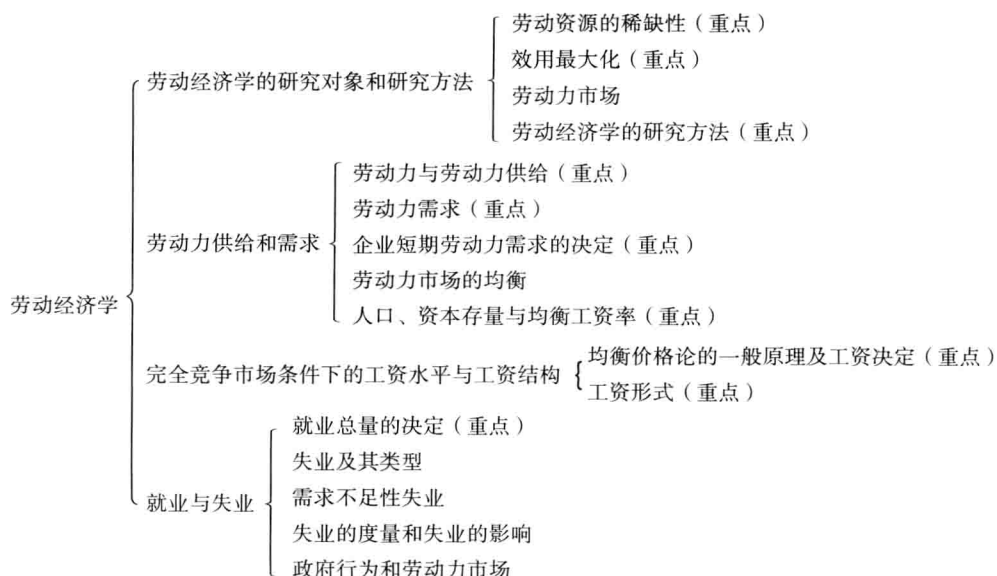 劳动经济学
劳动经济学的研究对象和研究方法
劳动资源的稀缺性（重点）
效用最大化（重点）
劳动力市场
劳动经济学的研究方法（重点）
劳动力供给和需求
劳动力与劳动力供给（重点）
劳动力需求（重点）
企业短期劳动力需求的决定（重点）
劳动力市场的均衡
人口、资本存量与均衡工资率（重点）
完全竞争市场条件下的工资水平与工资结构
均衡价格论的一般原理及工资决定（重点）
工资形式（重点）
就业与失业
就业总量的决定（重点）
失业及其类型
需求不足性失业
失业的度量和失业的影响
政府行为和劳动力市场